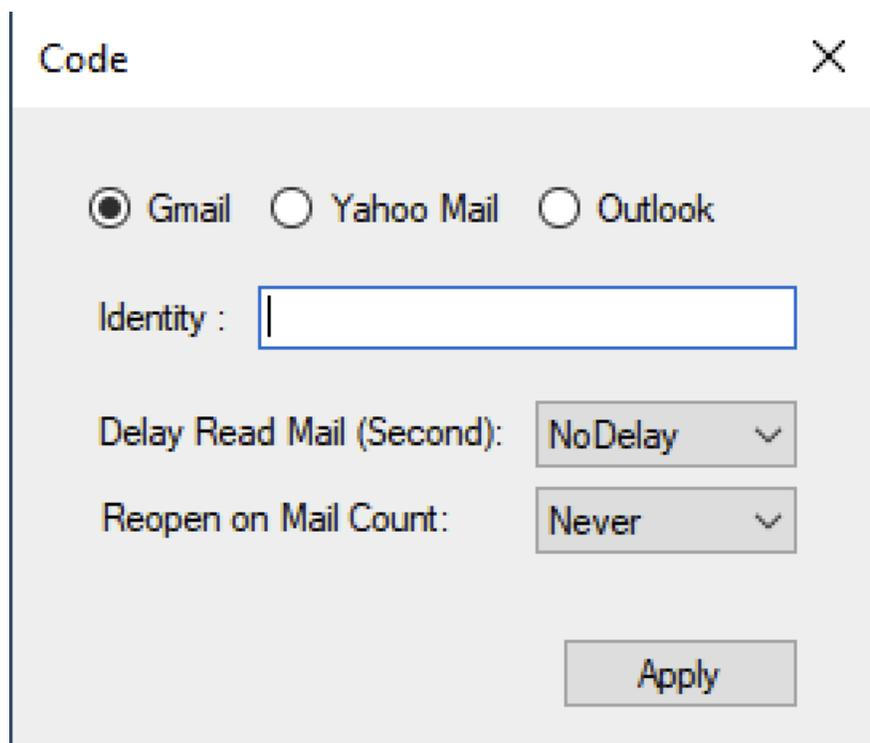 Code
Gmail Yahoo Mail Outlook
Identity :
Delay Read Mail (Second): NoDelay
Reopen on Mail Count: Never
Apply